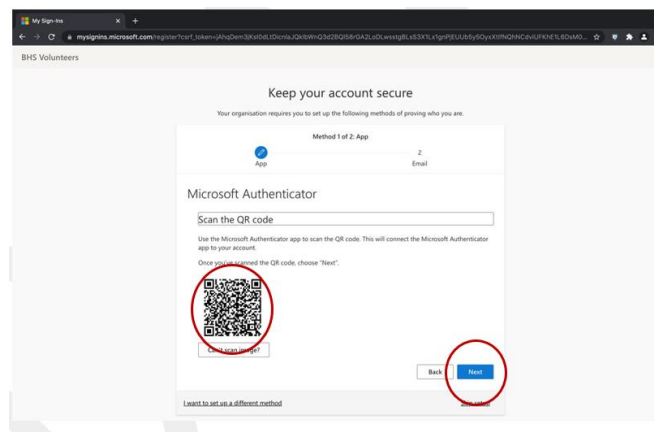 My Sign-Ins
mysignins.microsoft.com/register?csrf_token=
BHS Volunteers
Keep your account secure
Your organisation requires you to set up the following methods of proving who you are.
Method 1 of 2: App
App
2
Email
Microsoft Authenticator
Scan the QR code
Use the Microsoft Authenticator app to scan the QR code. This will connect the Microsoft Authenticator
app to your account.
Once you've scanned the QR code, choose "Next".
Can't scan image?
Back
Next
I want to set up a different method
Skip setup